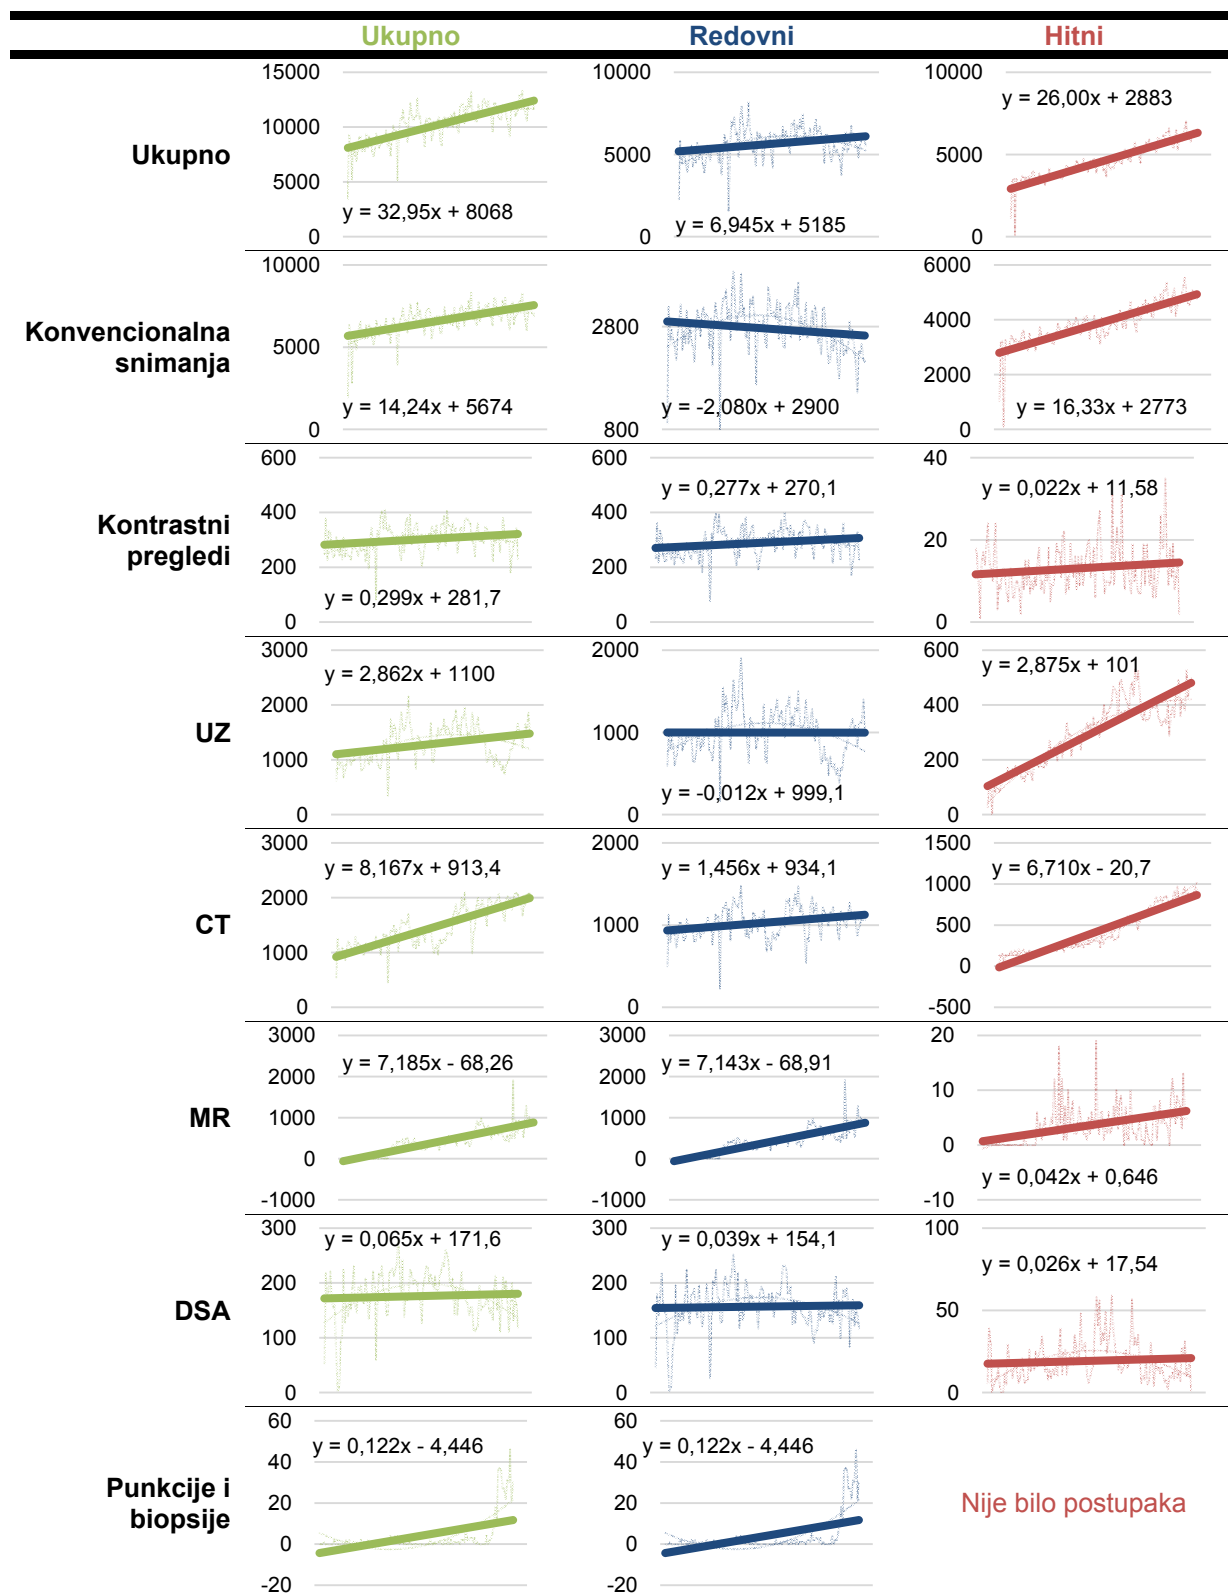 Ukupno Redovni Hitni
Ukupno
15000
10000
5000
0
y = 32,95x + 8068
10000
5000
0
y = 6,945x + 5185
10000
5000
0
y = 26,00x + 2883
Konvencionalna
snimanja
10000
5000
0
y = 14,24x + 5674
2800
800
y = -2,080x + 2900
6000
4000
2000
0
y = 16,33x + 2773
Kontrastni
pregledi
600
400
200
0
y = 0,299x + 281,7
600
400
200
0
y = 0,277x + 270,1
40
20
0
y = 0,022x + 11,58
UZ
3000
2000
1000
0
y = 2,862x + 1100
2000
1000
0
y = -0,012x + 999,1
600
400
200
0
y = 2,875x + 101
CT
3000
2000
1000
0
y = 8,167x + 913,4
2000
1000
0
y = 1,456x + 934,1
1500
1000
500
0
-500
y = 6,710x - 20,7
MR
3000
2000
1000
0
-1000
y = 7,185x - 68,26
3000
2000
1000
0
-1000
y = 7,143x - 68,91
20
10
0
-10
y = 0,042x + 0,646
DSA
300
200
100
0
y = 0,065x + 171,6
300
200
100
0
y = 0,039x + 154,1
100
50
0
y = 0,026x + 17,54
Punkcije i
biopsije
60
40
20
0
-20
y = 0,122x - 4,446
60
40
20
0
-20
y = 0,122x - 4,446
Nije bilo postupaka